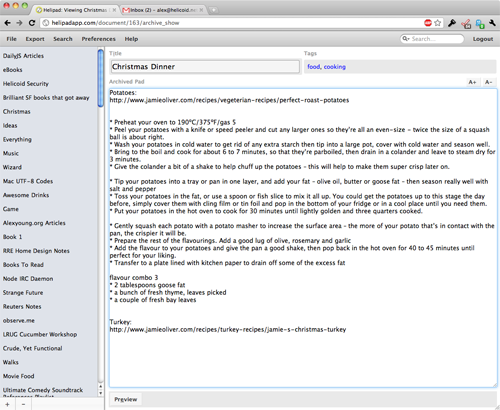 Helipad: Viewing Christmas
Inbox (2) - alex@helicoid.n
helipadapp.com/document/163/archive_show
File Export Search Preferences Help
Search...
Logout
DailyJS Articles
eBooks
Helicoid Security
Brilliant SF books that got away
Christmas
Ideas
Everything
Music
Wizard
Mac UTF-8 Codes
Awesome Drinks
Game
Alexyoung.org Articles
Book 1
RRE Home Design Notes
Books To Read
Node IRC Daemon
Strange Feature
Reuters Notes
observe.me
LRUG Cucumber Workshop
Crude, Yet Functional
Walks
Movie Food
Ultimate Comedy Soundtrack
Reference Playlist
+ -
Title
Tags
Christmas Dinner
food, cooking
Archived Pad
A+ A-
Potatoes:
http://www.jamieoliver.com/recipes/vegeterian-recipes/perfect-roast-potatoes
* Preheat your oven to 190ºC/375ºF/gas 5
* Peel your potatoes with a knife or speed peeler and cut any larger ones so they're all an even-size - twice the size of a squash
ball is about right.
* Wash your potatoes in cold water to get rid of any extra starch then tip into a large pot, cover with cold water and season well.
* Bring to the boil and cook for about 6 to 7 minutes, so that they're parboiled, then drain in a colander and leave to steam dry for
3 minutes.
* Give the colander a bit of a shake to help chuff up the potatoes - this will help to make them super crisp later on.
* Tip your potatoes into a tray or pan in one layer, and add your fat - olive oil, butter or goose fat - then season really well with
salt and pepper
* Toss your potatoes in the fat, or use a spoon or fish slice to mix it all up. You could get the potatoes up to this stage the day
before, simply cover them with cling film or tin foil and pop in the bottom of your fridge or in a cool place until you need them.
* Put your potatoes in the hot oven to cook for 30 minutes until lightly golden and three quarters cooked.
* Gently squash each potato with a potato masher to increase the surface area - the more of your potato that's in contact with the
pan, the crispier it will be.
* Prepare the rest of the flavourings. Add a good lug of olive, rosemary and garlic
* Add the flavour to your potatoes and give the pan a good shake, then pop back in the hot oven for 40 to 45 minutes until
perfect for your liking.
* Transfer to a plate lined with kitchen paper to drain off some of the excess fat
flavour combo 3
* 2 tablespoons goose fat
* a bunch of fresh thyme, leaves picked
* a couple of fresh bay leaves
Turkey:
http://www.jamieoliver.com/recipes/turkey-recipes/jamie-s-christmas-turkey
Preview